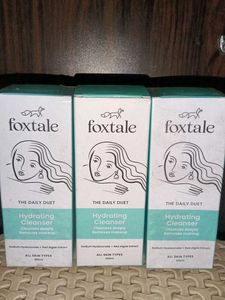 foxtale
THE DAILY DUET
Hydrating
Cleanser
Cleanses deeply
Removes makeup
Sodium Hyaluronate + Red Algae Extract
ALL SKIN TYPES
foxtale
THE DAILY DUET
Hydrating
Cleanser
Cleanses deeply
Removes makeup
Sodium Hyaluronate + Red Algae Extract
ALL SKIN TYPES
foxtale
THE DAILY DUET
Hydrating
Cleanser
Cleanses deeply
Removes makeup
Sodium Hyaluronate + Red Algae Extract
ALL SKIN TYPES